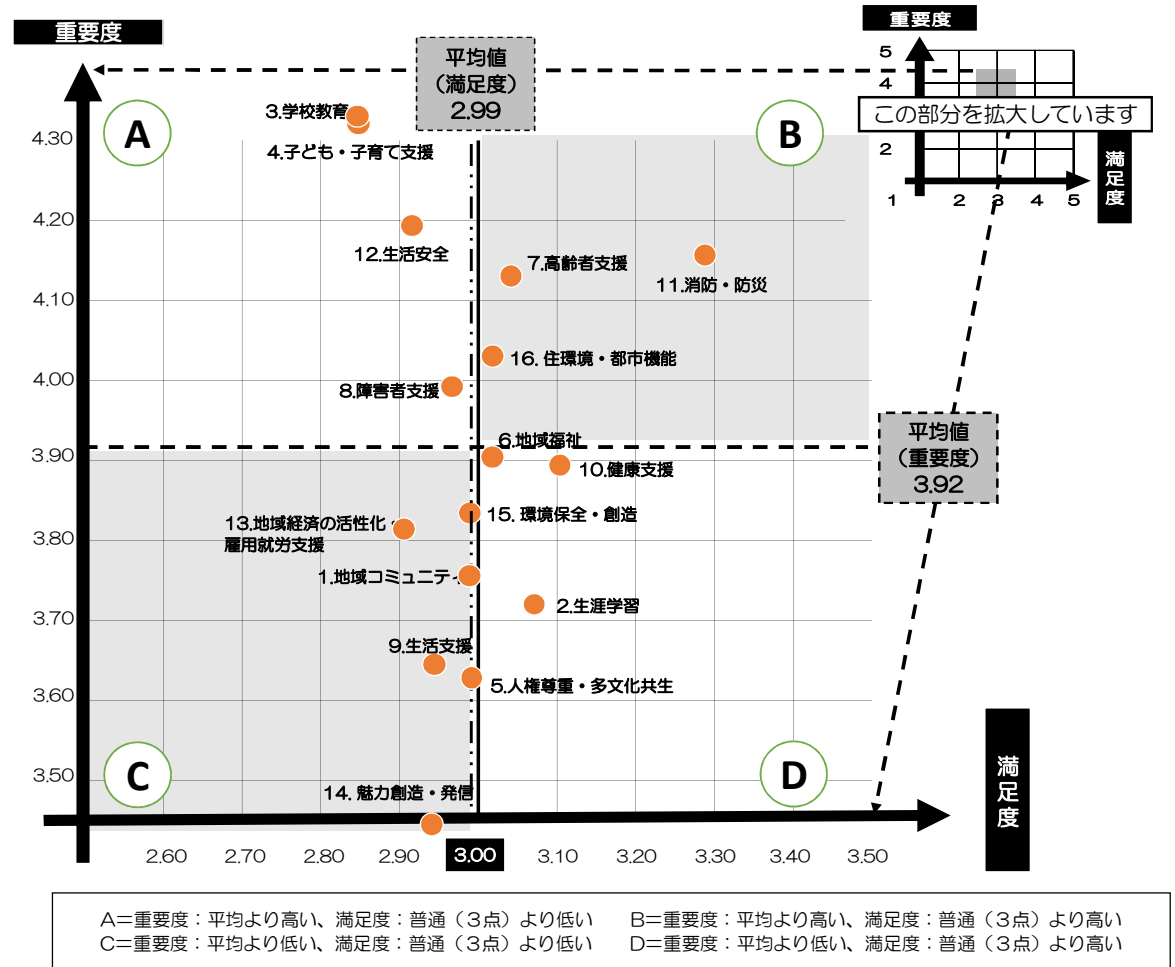 重要度
平均値
（満足度）
2.99
重要度
5
4
この部分を拡大しています
2
1
2
3
4
5
満足度
A
B
3.学校教育
4.子ども・子育て支援
4.30
4.20
12.生活安全
7.高齢者支援
11.消防・防災
4.10
16. 住環境・都市機能
4.00
8.障害者支援
6.地域福祉
3.90
10.健康支援
平均値
（重要度）
3.92
15. 環境保全・創造
13.地域経済の活性化・
雇用就労支援
3.80
1.地域コミュニティ
2.生涯学習
3.70
9.生活支援
5.人権尊重・多文化共生
3.60
C
D
3.50
14. 魅力創造・発信
満足度
2.60
2.70
2.80
2.90
3.00
3.10
3.20
3.30
3.40
3.50
A＝重要度：平均より高い、満足度：普通（３点）より低い
B＝重要度：平均より高い、満足度：普通（３点）より高い
C＝重要度：平均より低い、満足度：普通（３点）より低い
D＝重要度：平均より低い、満足度：普通（３点）より高い